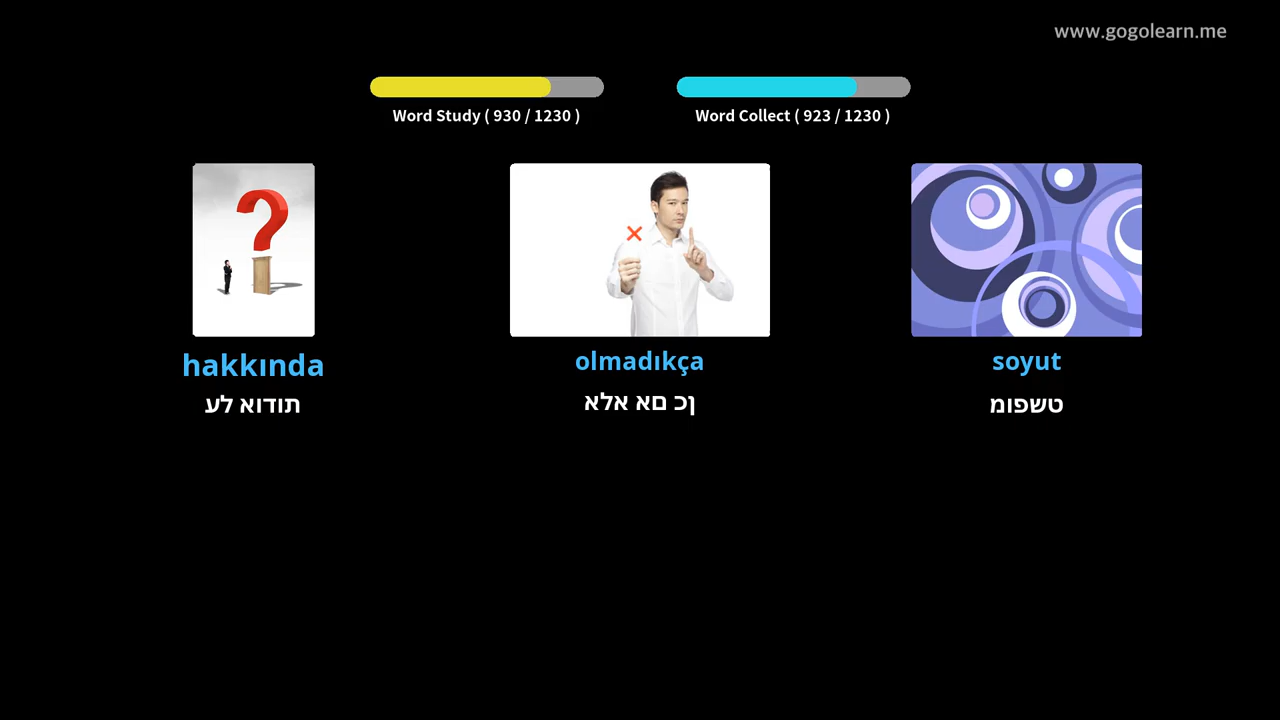 www.gogolearn.me
Word Study ( 930 / 1230 )
Word Collect ( 923 / 1230 )
hakkında
על אודות
olmadıkça
אלא אם כן
soyut
מופשט